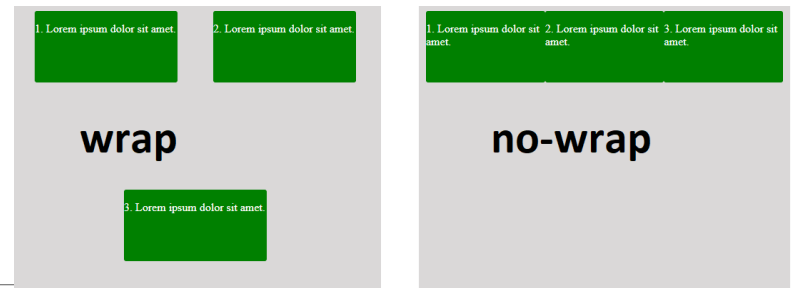 1. Lorem ipsum dolor sit amet.
2. Lorem ipsum dolor sit amet.
wrap
3. Lorem ipsum dolor sit amet.
1. Lorem ipsum dolor sit
amet.
2. Lorem ipsum dolor sit
amet.
3. Lorem ipsum dolor sit
amet.
no-wrap